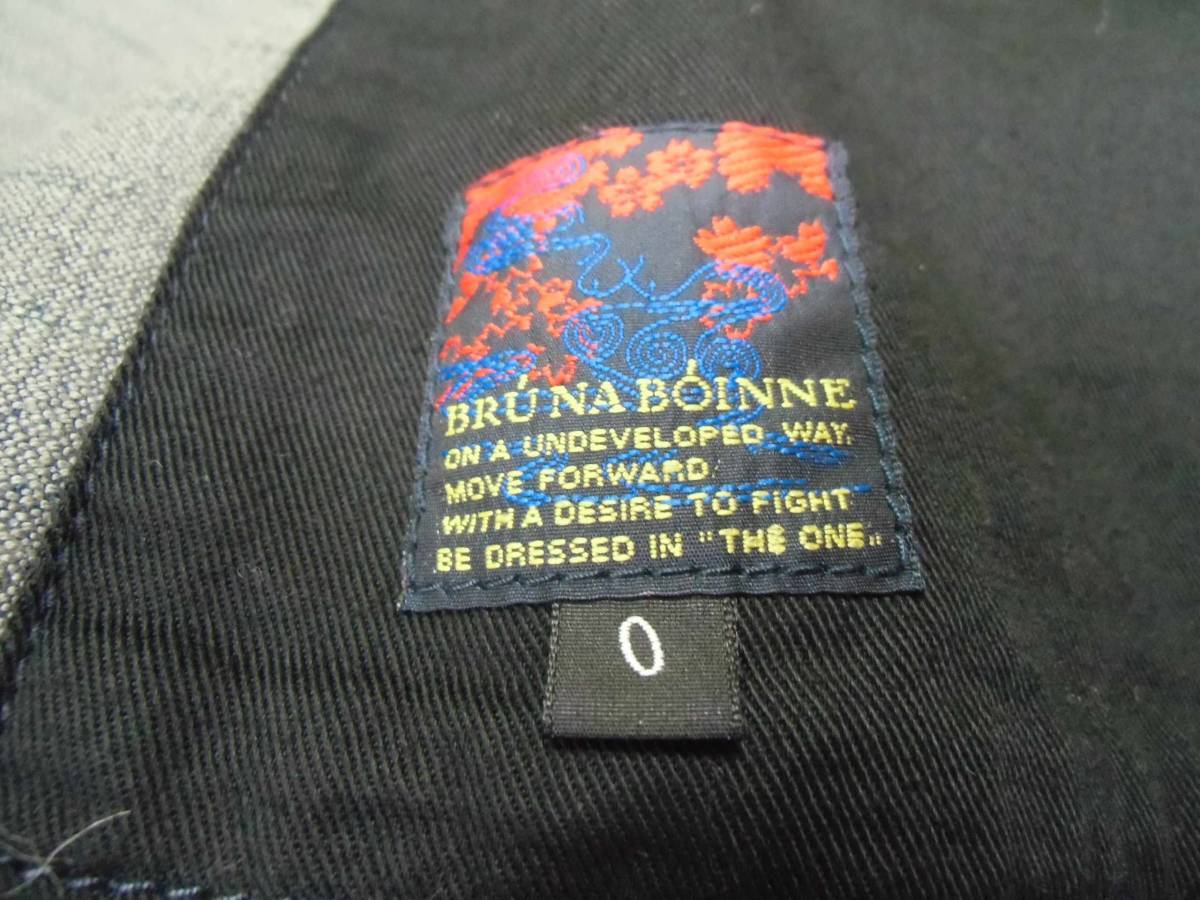 BRÚ NA BÓINNE
ON A UNDEVELOPED WAY.
MOVE FORWARD
WITH A DESIRE TO FIGHT
BE DRESSED IN "THE ONE"
0